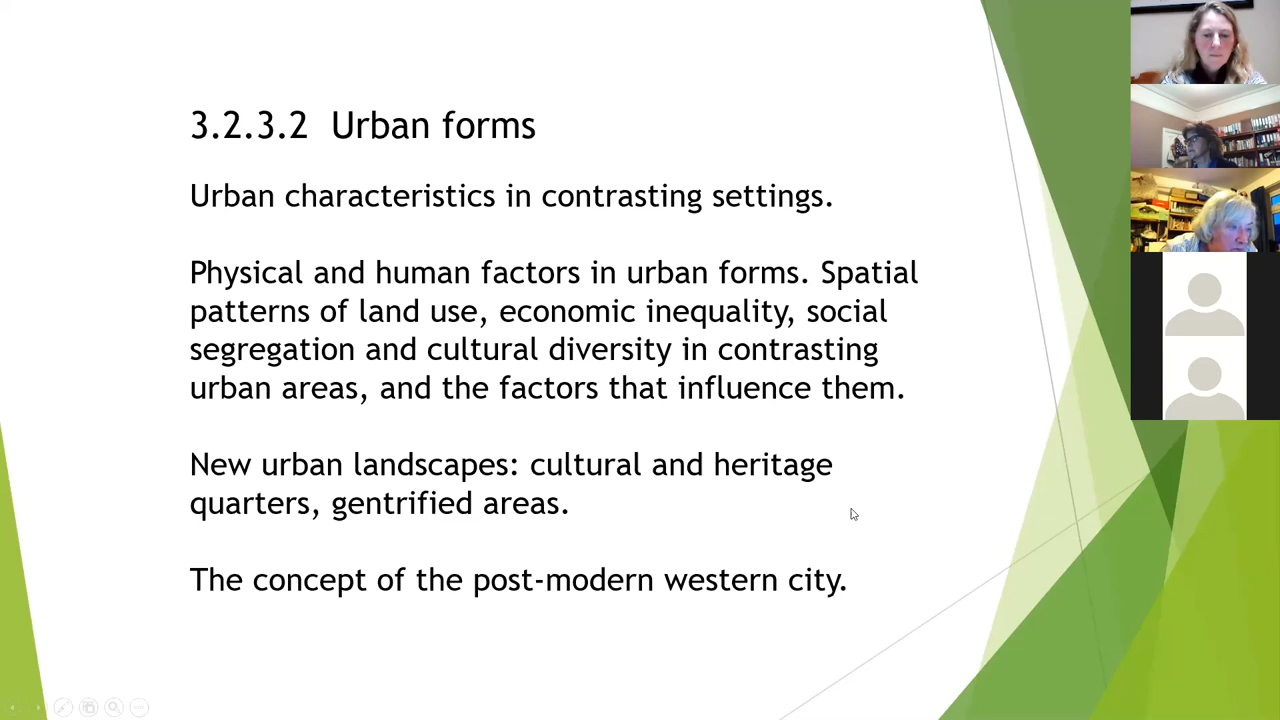 3.2.3.2 Urban forms
Urban characteristics in contrasting settings.
Physical and human factors in urban forms. Spatial
patterns of land use, economic inequality, social
segregation and cultural diversity in contrasting
urban areas, and the factors that influence them.
New urban landscapes: cultural and heritage
quarters, gentrified areas.
The concept of the post-modern western city.